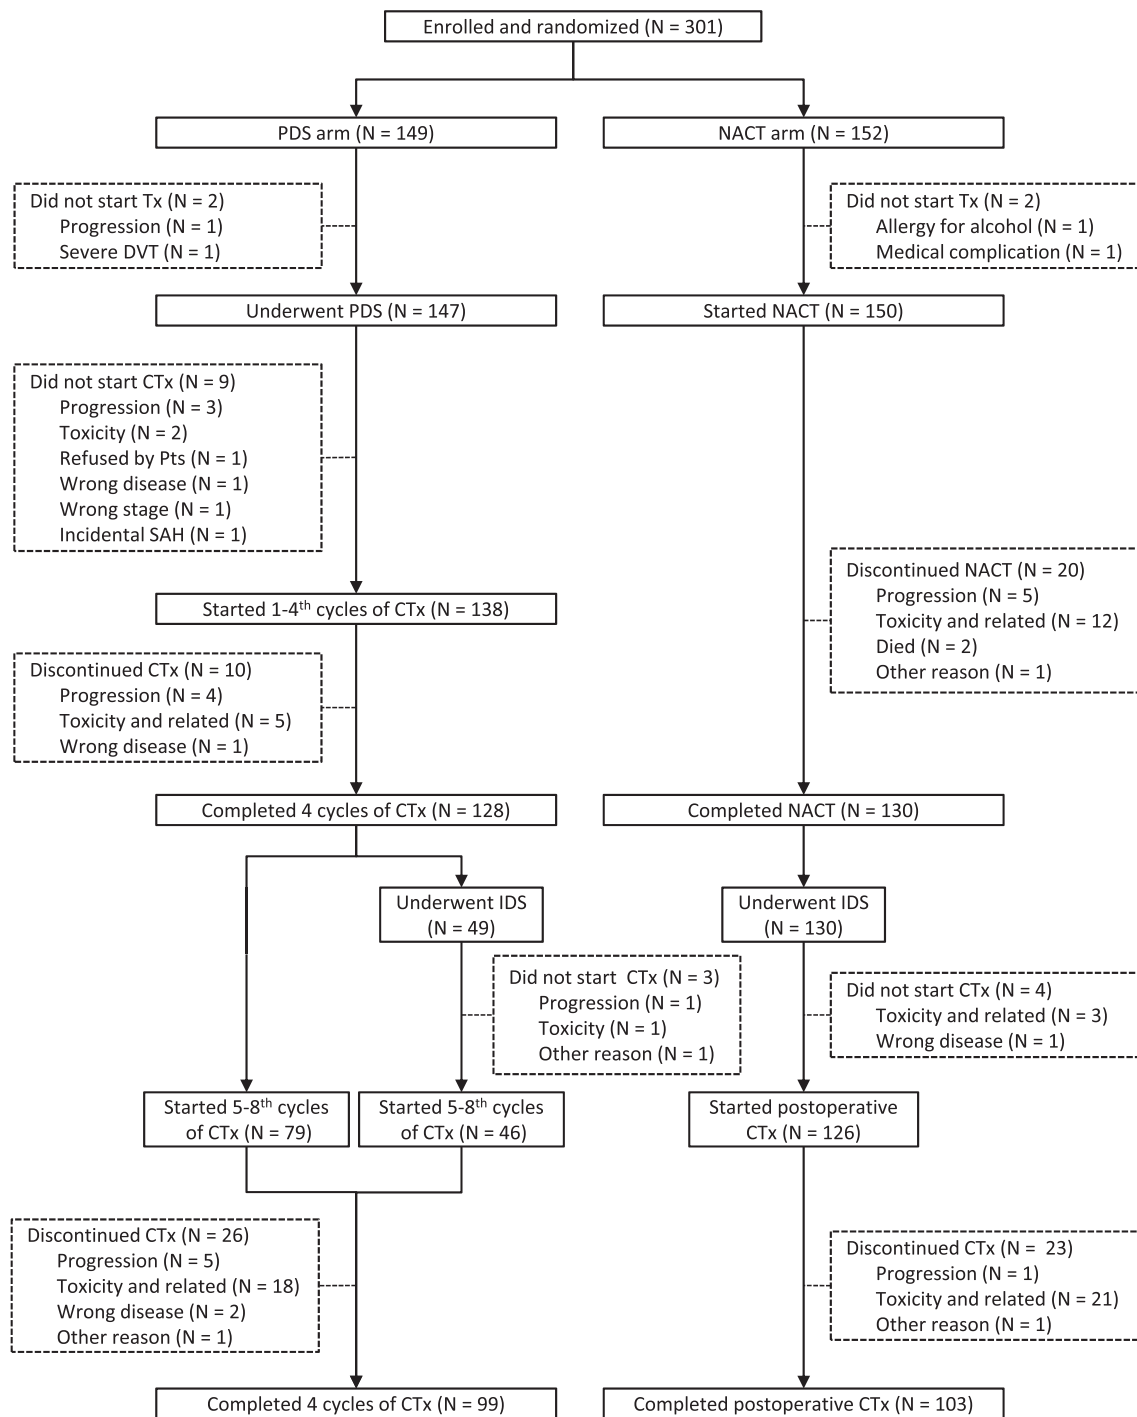 Enrolled and randomized (N = 301)
PDS arm (N = 149)
NACT arm (N = 152)
Did not start Tx (N = 2)
Progression (N = 1)
Severe DVT (N = 1)
Did not start Tx (N = 2)
Allergy for alcohol (N = 1)
Medical complication (N = 1)
Underwent PDS (N = 147)
Started NACT (N = 150)
Did not start CTx (N = 9)
Progression (N = 3)
Toxicity (N = 2)
Refused by Pts (N = 1)
Wrong disease (N = 1)
Wrong stage (N = 1)
Incidental SAH (N = 1)
Discontinued NACT (N = 20)
Progression (N = 5)
Toxicity and related (N = 12)
Died (N = 2)
Other reason (N = 1)
Started 1-4th cycles of CTx (N = 138)
Discontinued CTx (N = 10)
Progression (N = 4)
Toxicity and related (N = 5)
Wrong disease (N = 1)
Completed 4 cycles of CTx (N = 128)
Completed NACT (N = 130)
Underwent IDS
(N = 49)
Underwent IDS
(N = 130)
Did not start  CTx (N = 3)
Progression (N = 1)
Toxicity (N = 1)
Other reason (N = 1)
Did not start CTx (N = 4)
Toxicity and related (N = 3)
Wrong disease (N = 1)
Started 5-8th cycles
of CTx (N = 79)
Started 5-8th cycles
of CTx (N = 46)
Started postoperative
CTx (N = 126)
Discontinued CTx (N = 26)
Progression (N = 5)
Toxicity and related (N = 18)
Wrong disease (N = 2)
Other reason (N = 1)
Discontinued CTx (N =  23)
Progression (N = 1)
Toxicity and related (N = 21)
Other reason (N = 1)
Completed 4 cycles of CTx (N = 99)
Completed postoperative CTx (N = 103)